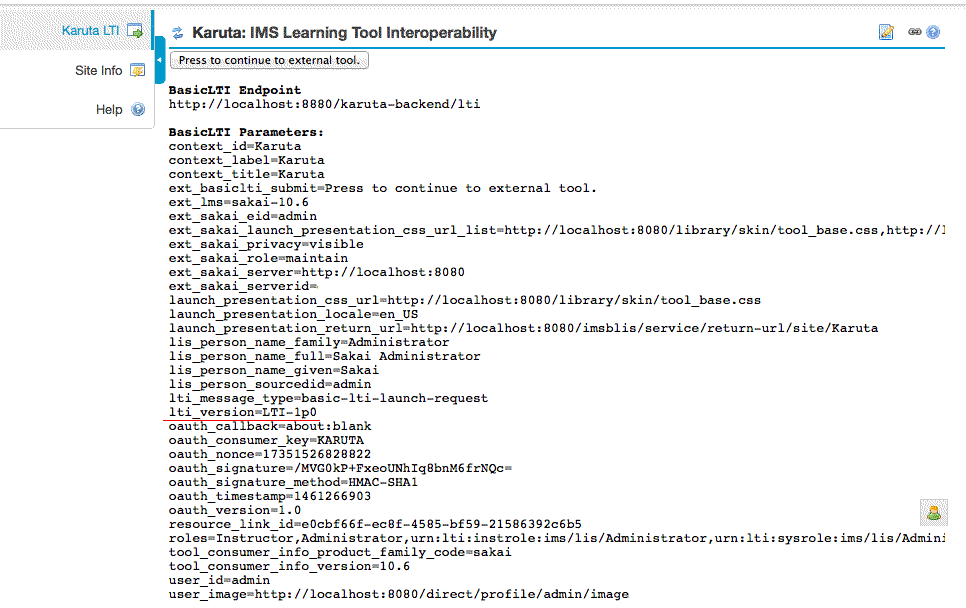 Karuta LTI
Site Info
Help
Karuta: IMS Learning Tool Interoperability
Press to continue to external tool.
BasicLTI Endpoint
http://localhost:8880/karuta-backend/lti
BasicLTI Parameters:
context_id=Karuta
context_label=Karuta
context_title=Karuta
ext_basiclti_submit=Press to continue to external tool.
ext_lms=sakai-10.6
ext_sakai_eid=admin
ext_sakai_launch_presentation_css_url_list=http://localhost:8080/library/skin/tool_base.css,http://l
ext_sakai_privacy=visible
ext_sakai_role=maintain
ext_sakai_server=http://localhost:8080
ext_sakai_serverid=
launch_presentation_css_url=http://localhost:8080/library/skin/tool_base.css
launch_presentation_locale=en_US
launch_presentation_return_url=http://localhost:8080/imsblis/service/return-url/site/Karuta
lis_person_name_family=Administrator
lis_person_name_full=Sakai Administrator
lis_person_name_given=Sakai
lis_person_sourcedid=admin
lti_message_type=basic-lti-launch-request
lti_version=LTI-1p0
oauth_callback=about:blank
oauth_consumer_key=KARUTA
oauth_nonce=17351526828822
oauth_signature=/MVG0kP+FxeoUNhIq8bnM6frNQc=
oauth_signature_method=HMAC-SHA1
oauth_timestamp=1461266903
oauth_version=1.0
resource_link_id=e0cbf66f-ec8f-4585-bf59-21586392c6b5
roles=Instructor,Administrator,urn:lti:instrole:ims/lis/Administrator,urn:lti:sysrole:ims/lis/Admini
tool_consumer_info_product_family_code=sakai
tool_consumer_info_version=10.6
user_id=admin
user_image=http://localhost:8080/direct/profile/admin/image